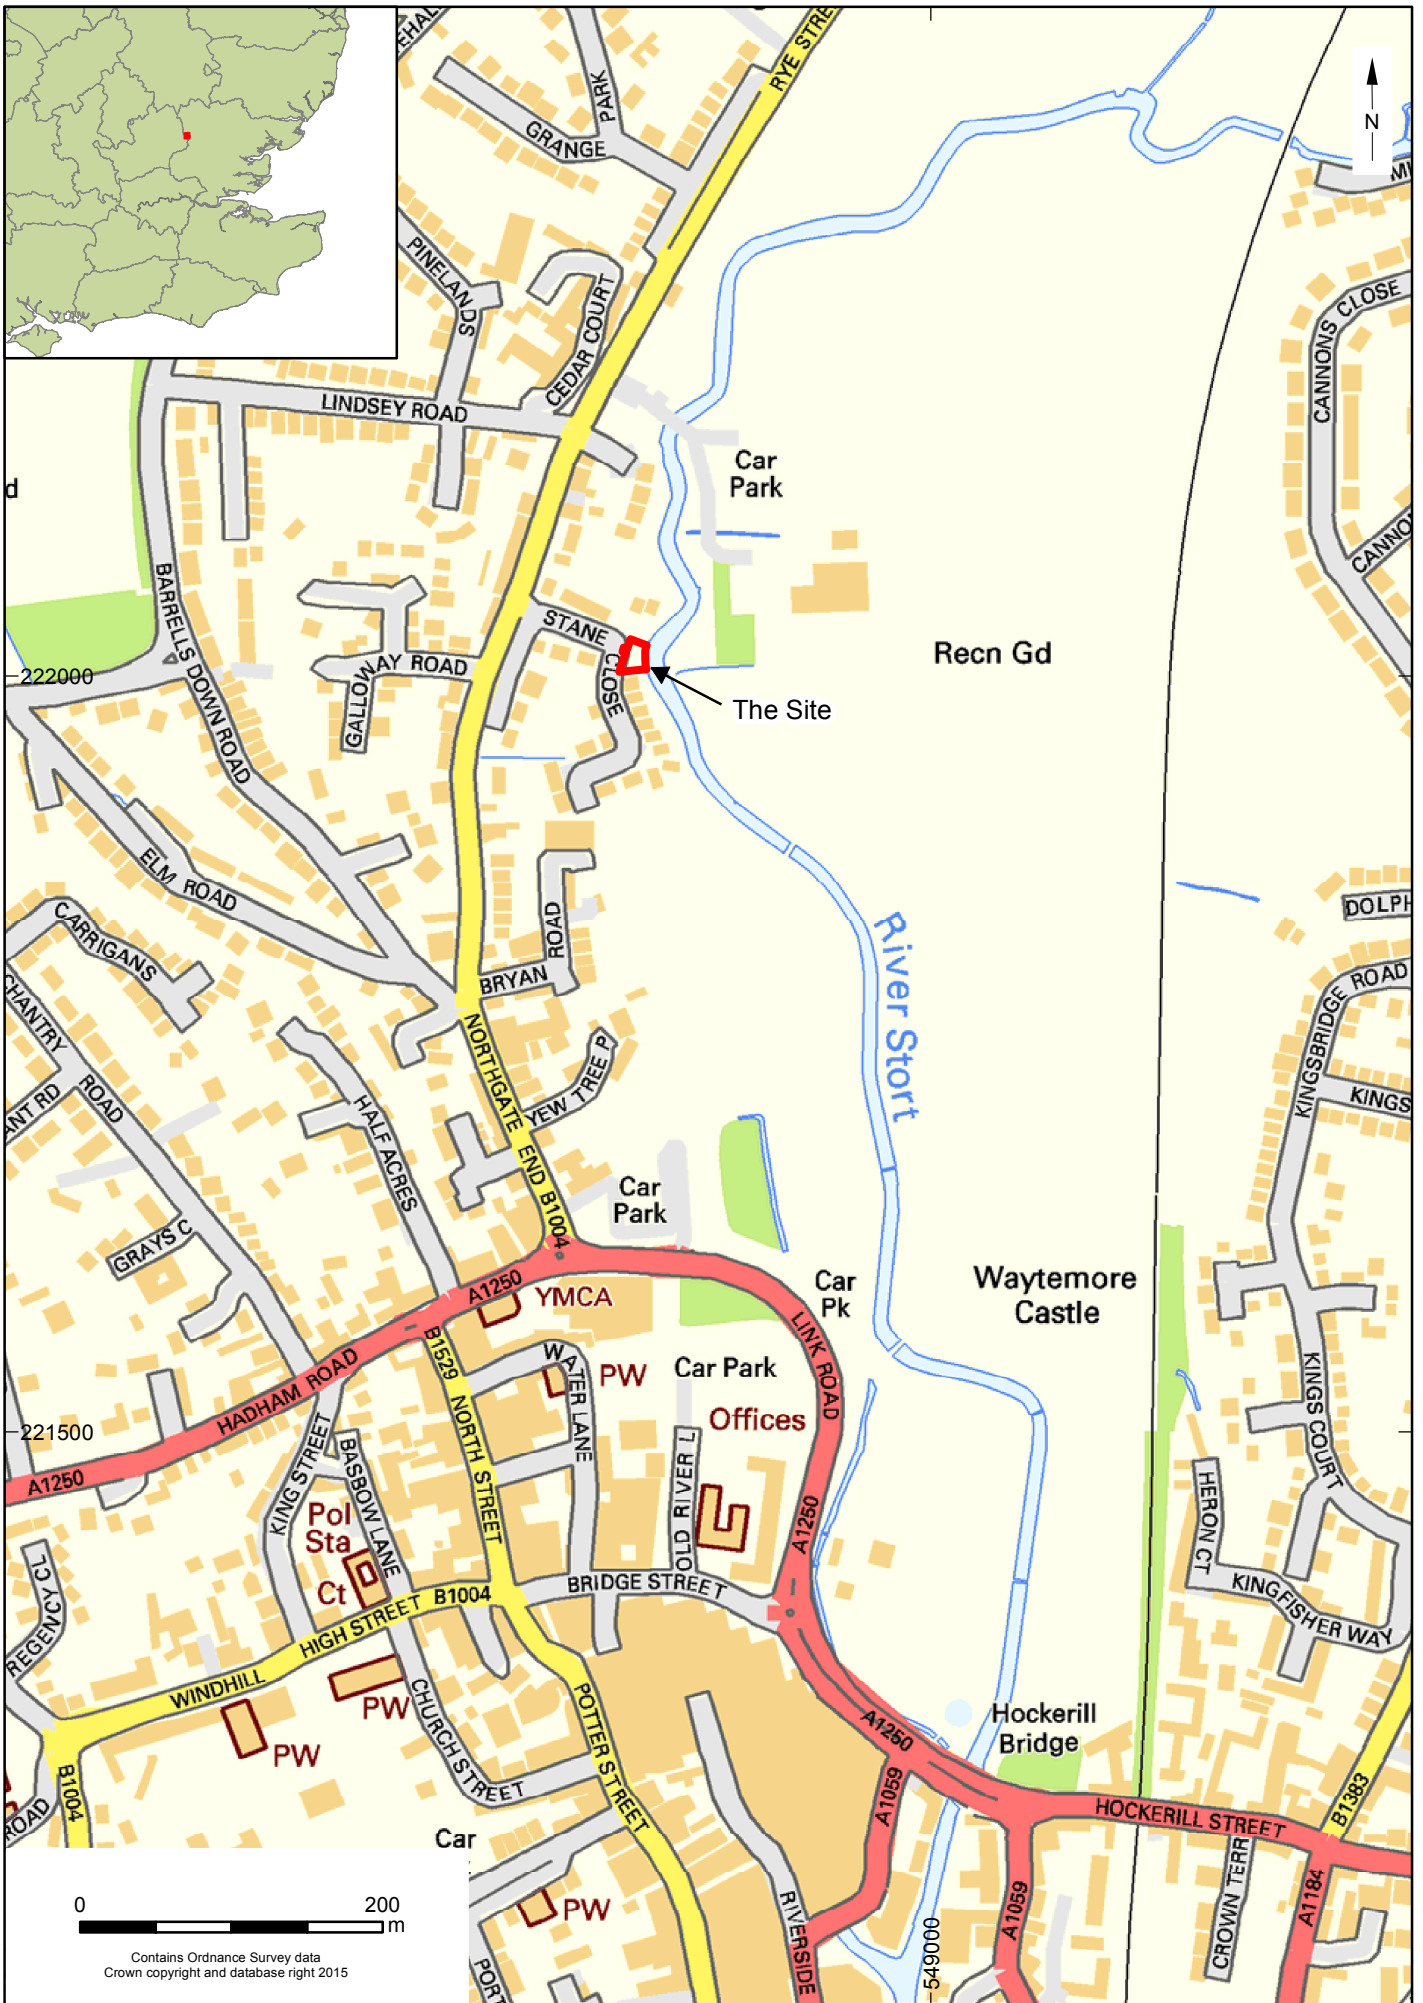 RYE STRE
PARK
GRANGE
N
PINELANDS
CEDAR COURT
CANNONS CLOSE
LINDSEY ROAD
Car
Park
d
CANNO
BARRELLS DOWN ROAD
STANE
CLOSE
Recn Gd
GALLOWAY ROAD
222000
The Site
ELM ROAD
DOLPH
CARRIGANS
River Stort
BRYAN
ROAD
KINGSBRIDGE ROAD
CHANTRY
ROAD
NORTHGATE END B1004
YEW TREE P
KINGS
ANT RD
HALF ACRES
Car
Park
GRAYS C
Waytemore
Castle
A1250
YMCA
Car
Pk
LINK ROAD
B1529
WATER LANE
PW
Car Park
HADHAM ROAD
NORTH STREET
Offices
KINGS COURT
221500
A1250
KING STREET
BASBOW LANE
OLD RIVER L
HERON CT
Pol
Sta
A1250
Ct
REGENCY CL
HIGH STREET
B1004
BRIDGE STREET
KINGFISHER WAY
WINDHILL
PW
CHURCH STREET
POTTER STREET
A1250
Hockerill
Bridge
PW
B1004
A1059
HOCKERILL STREET
B1383
ROAD
Car
CROWN TERR
A1184
0
200
m
PW
RIVERSIDE
549000
A1059
Contains Ordnance Survey data
Crown copyright and database right 2015
PORT